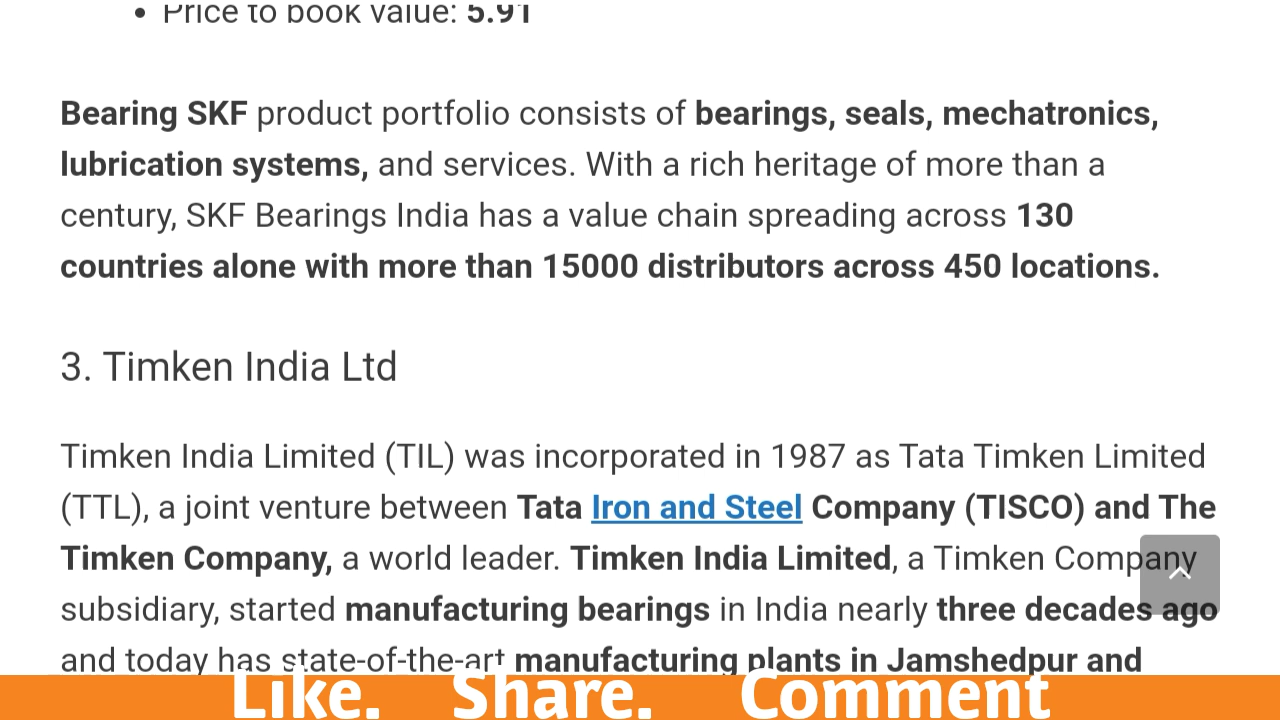 • Price to book value: 5.91
Bearing SKF product portfolio consists of bearings, seals, mechatronics,
lubrication systems, and services. With a rich heritage of more than a
century, SKF Bearings India has a value chain spreading across 130
countries alone with more than 15000 distributors across 450 locations.
3. Timken India Ltd
Timken India Limited (TIL) was incorporated in 1987 as Tata Timken Limited
(TTL), a joint venture between Tata Iron and Steel Company (TISCO) and The
Timken Company, a world leader. Timken India Limited, a Timken Company
subsidiary, started manufacturing bearings in India nearly three decades ago
and today has state-of-the-art manufacturing plants in Jamshedpur and
Like. Share. Comment